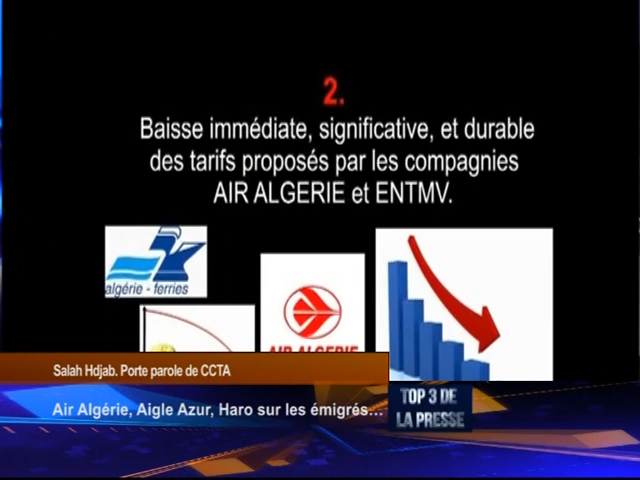 2.
Baisse immédiate, significative, et durable
des tarifs proposés par les compagnies
AIR ALGERIE et ENTMV.
algérie - ferries
AIR ALGERIE
Salah Hdjab. Porte parole de CCTA
Air Algérie, Aigle Azur, Haro sur les émigrés...
TOP 3 DE
LA PRESSE